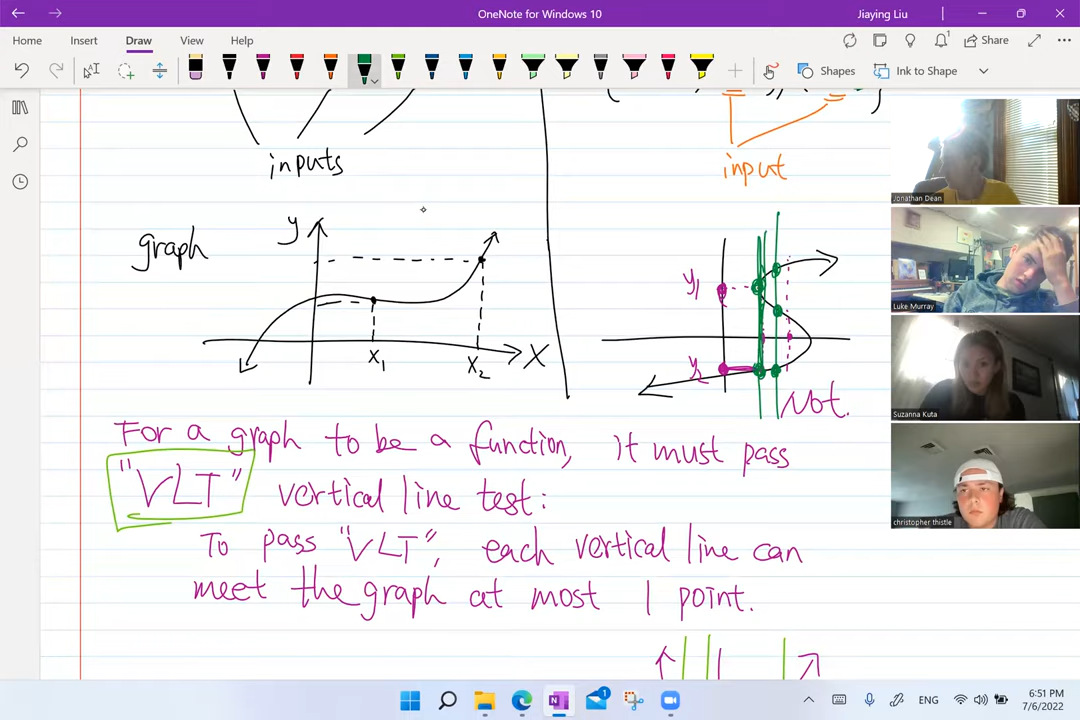 OneNote for Windows 10
Jiaying Liu
Home Insert Draw View Help
Share
Shapes
Ink to Shape
inputs
input
graph
y
x1
x2
X
y1
y2
Not.
For a graph to be a function, it must pass
"VLT" vertical line test:
To pass "VLT", each vertical line can
meet the graph at most 1 point.
Jonathan Dean
Luke Murray
Suzanna Kuta
christopher thistle
1
ENG
6:51 PM
7/6/2022